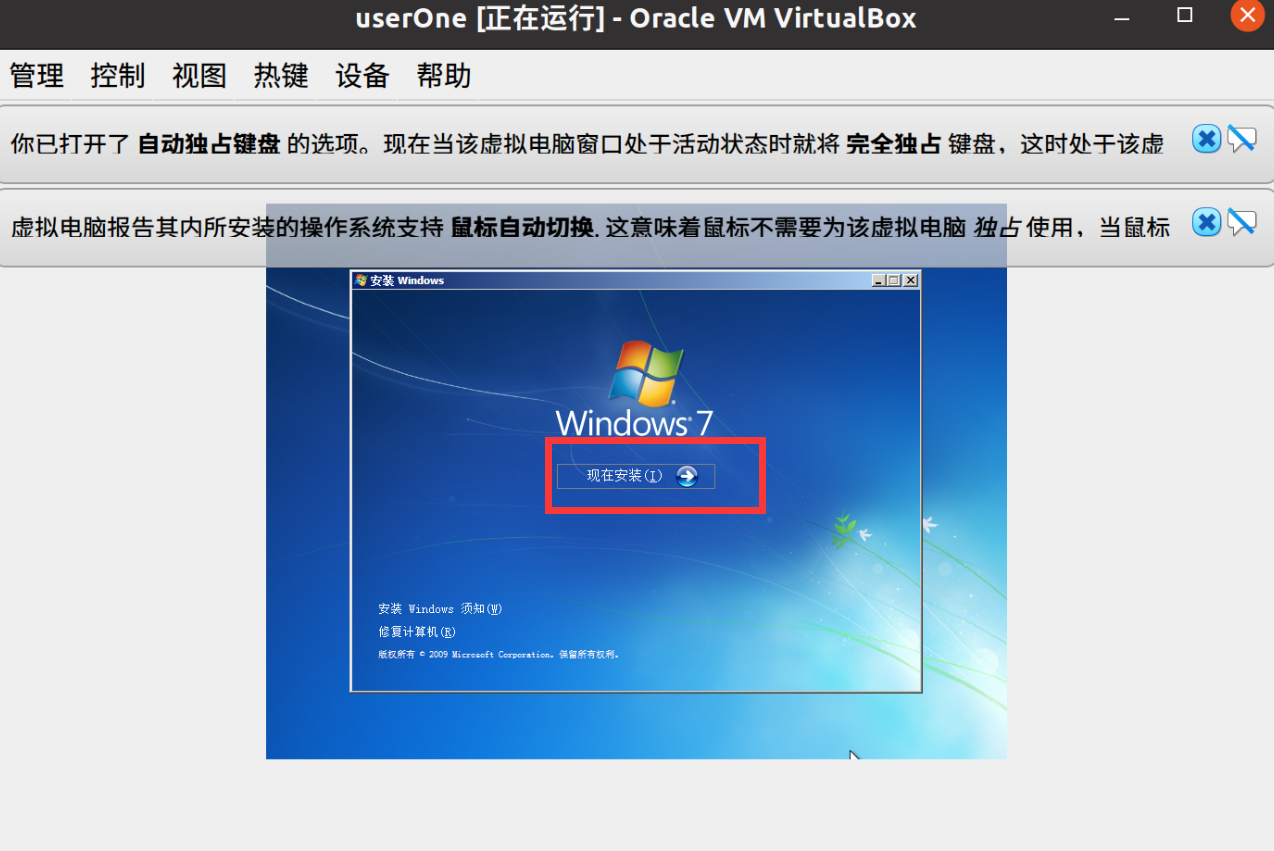 userOne [正在运行] - Oracle VM VirtualBox
管理 控制 视图 热键 设备 帮助
你已打开了 自动独占键盘 的选项。现在当该虚拟电脑窗口处于活动状态时就将 完全独占 键盘，这时处于该虚
虚拟电脑报告其内所安装的操作系统支持 鼠标自动切换. 这意味着鼠标不需要为该虚拟电脑 独占 使用，当鼠标
安装 Windows
Windows 7
现在安装(I)
安装 Windows 须知(W)
修复计算机(R)
版权所有 © 2009 Microsoft Corporation。保留所有权利。